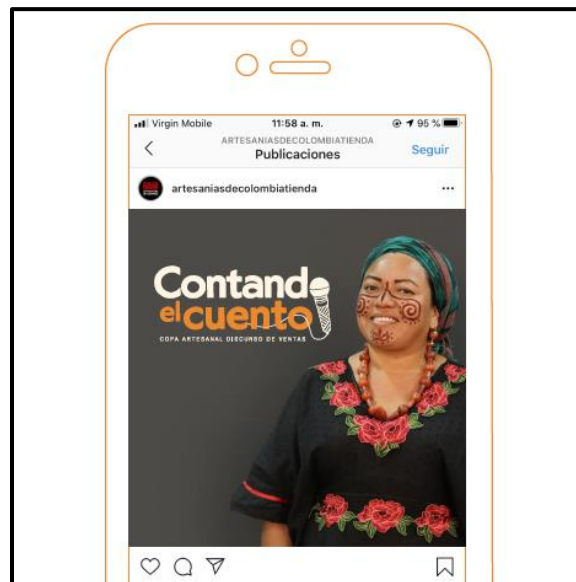 Virgin Mobile 11:58 a. m. 95 %
ARTESANIASDECOLOMBIATIENDA
Publicaciones
Seguir
artesaniasdecolombiatienda
Contando
el cuento
COPA ARTESANAL DISCURSO DE VENTAS